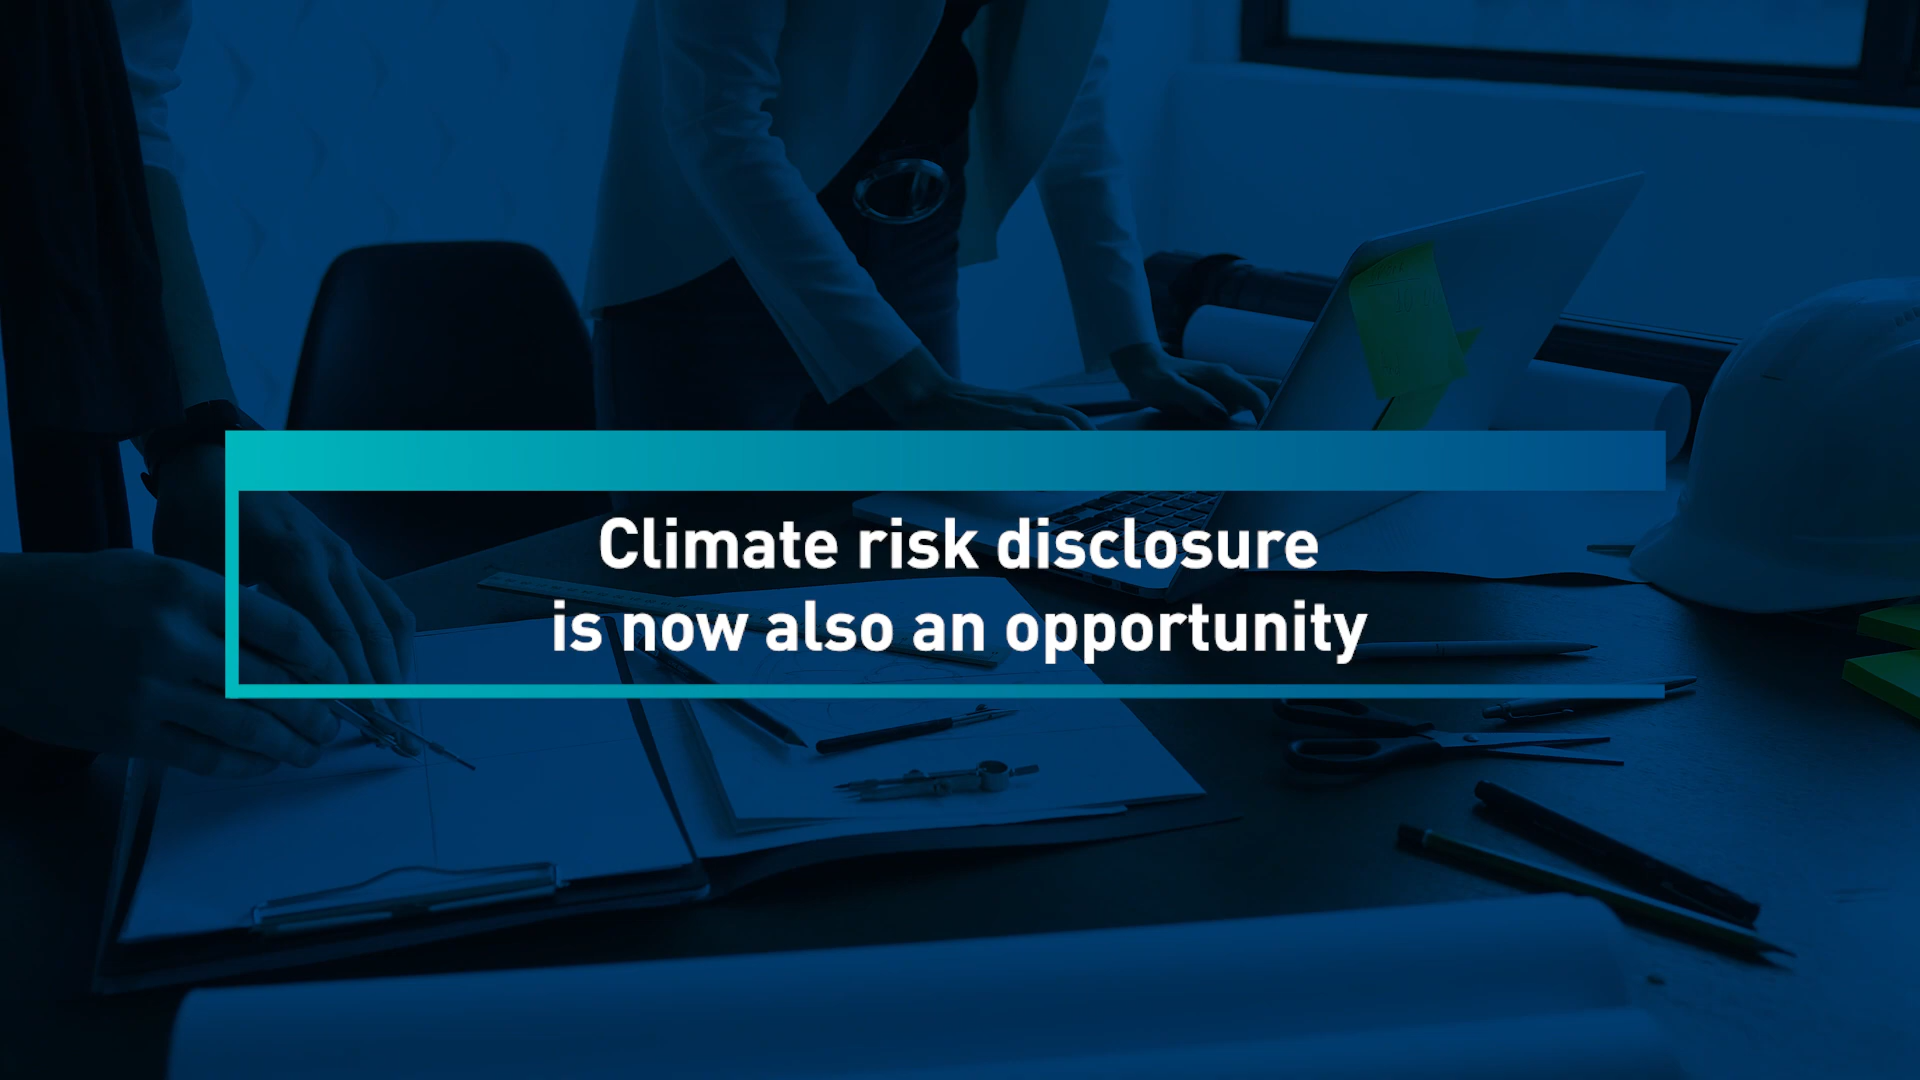 Climate risk disclosure
is now also an opportunity